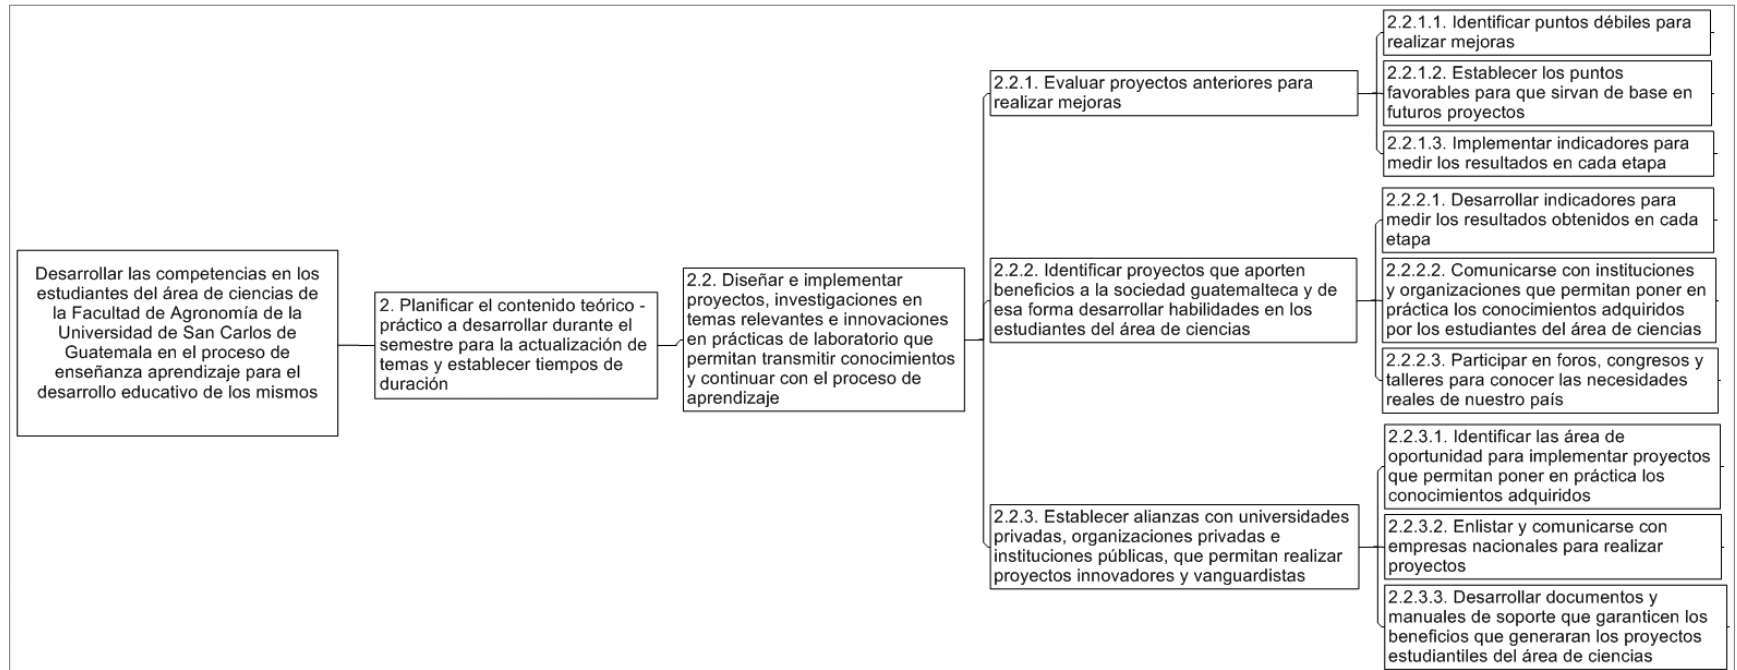 Desarrollar las competencias en los
estudiantes del área de ciencias de
la Facultad de Agronomía de la
Universidad de San Carlos de
Guatemala en el proceso de
enseñanza aprendizaje para el
desarrollo educativo de los mismos
2. Planificar el contenido teórico -
práctico a desarrollar durante el
semestre para la actualización de
temas y establecer tiempos de
duración
2.2. Diseñar e implementar
proyectos, investigaciones en
temas relevantes e innovaciones
en prácticas de laboratorio que
permitan transmitir conocimientos
y continuar con el proceso de
aprendizaje
2.2.1. Evaluar proyectos anteriores para
realizar mejoras
2.2.1.1. Identificar puntos débiles para
realizar mejoras
2.2.1.2. Establecer los puntos
favorables para que sirvan de base en
futuros proyectos
2.2.1.3. Implementar indicadores para
medir los resultados en cada etapa
2.2.2. Identificar proyectos que aporten
beneficios a la sociedad guatemalteca y de
esa forma desarrollar habilidades en los
estudiantes del área de ciencias
2.2.2.1. Desarrollar indicadores para
medir los resultados obtenidos en cada
etapa
2.2.2.2. Comunicarse con instituciones
y organizaciones que permitan poner en
práctica los conocimientos adquiridos
por los estudiantes del área de ciencias
2.2.2.3. Participar en foros, congresos y
talleres para conocer las necesidades
reales de nuestro país
2.2.3. Establecer alianzas con universidades
privadas, organizaciones privadas e
instituciones públicas, que permitan realizar
proyectos innovadores y vanguardistas
2.2.3.1. Identificar las área de
oportunidad para implementar proyectos
que permitan poner en práctica los
conocimientos adquiridos
2.2.3.2. Enlistar y comunicarse con
empresas nacionales para realizar
proyectos
2.2.3.3. Desarrollar documentos y
manuales de soporte que garanticen los
beneficios que generaran los proyectos
estudiantiles del área de ciencias